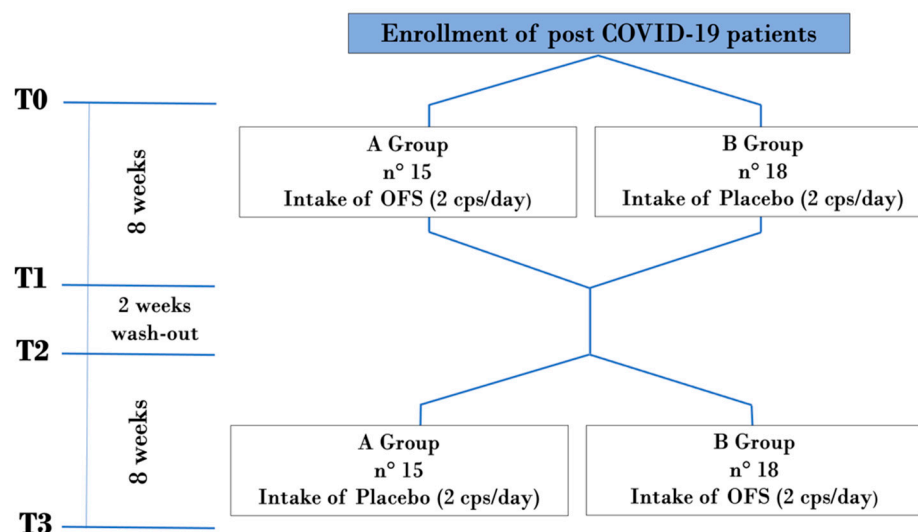 Enrollment of post COVID-19 patients
T0
8 weeks
A Group
n° 15
Intake of OFS (2 cps/day)
B Group
n° 18
Intake of Placebo (2 cps/day)
T1
2 weeks
wash-out
T2
8 weeks
A Group
n° 15
Intake of Placebo (2 cps/day)
B Group
n° 18
Intake of OFS (2 cps/day)
T3